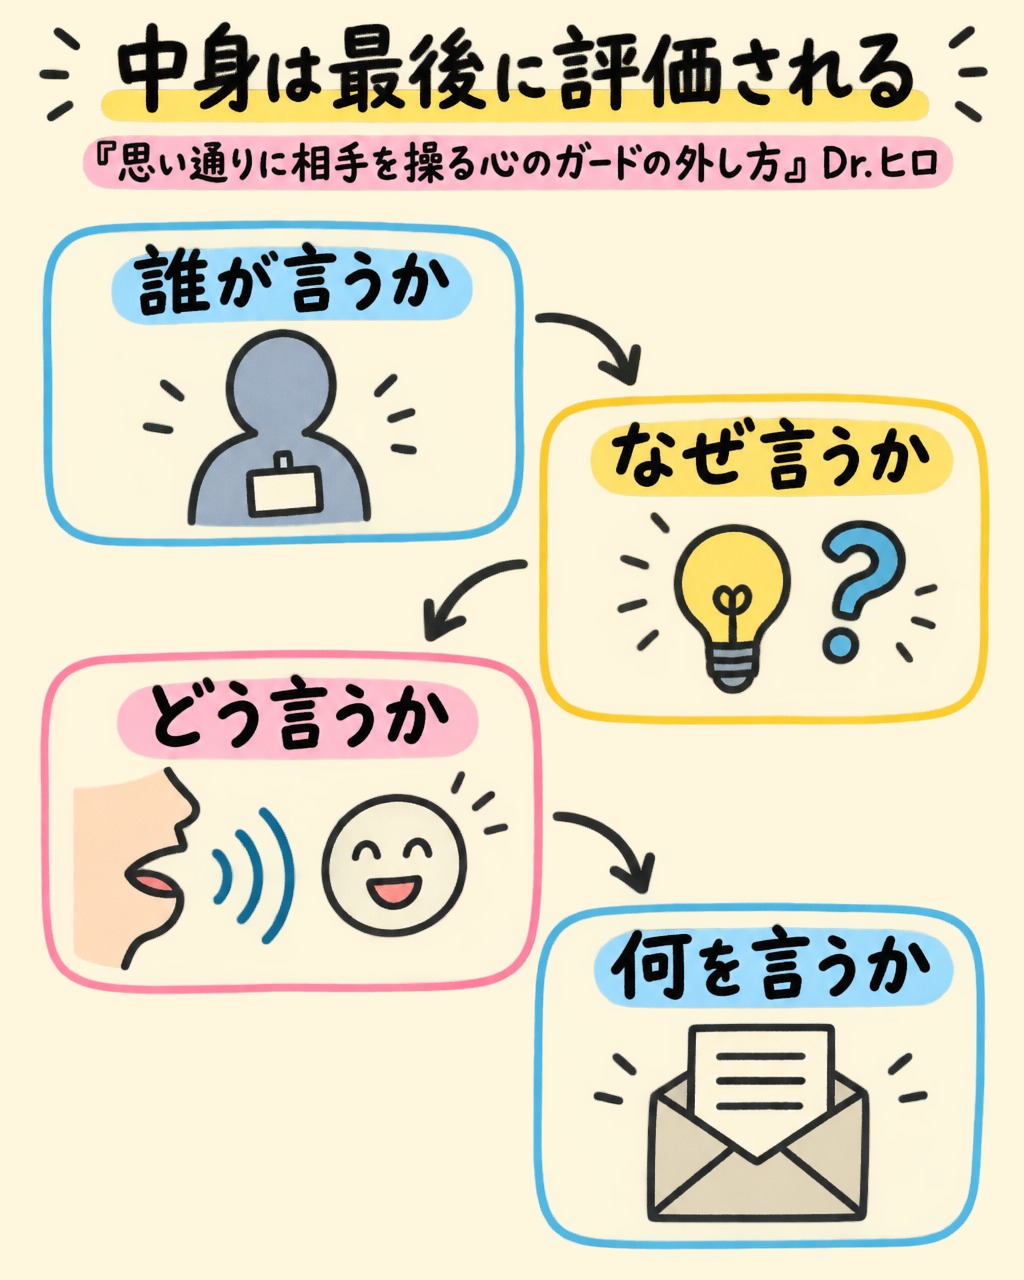 中身は最後に評価される
『思い通りに相手を操る心のガードの外し方』 Dr.ヒロ
誰が言うか
なぜ言うか
どう言うか
何を言うか